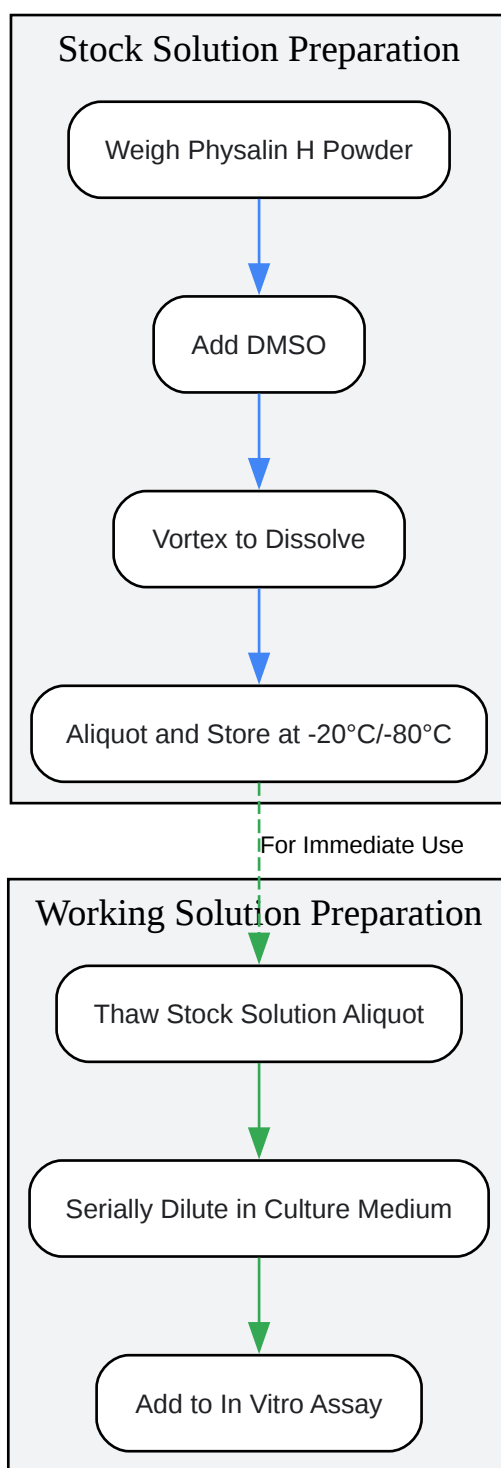 Stock Solution Preparation
Weigh Physalin H Powder
Add DMSO
Vortex to Dissolve
Aliquot and Store at -20°C/-80°C
For Immediate Use
Working Solution Preparation
Thaw Stock Solution Aliquot
Serially Dilute in Culture Medium
Add to In Vitro Assay